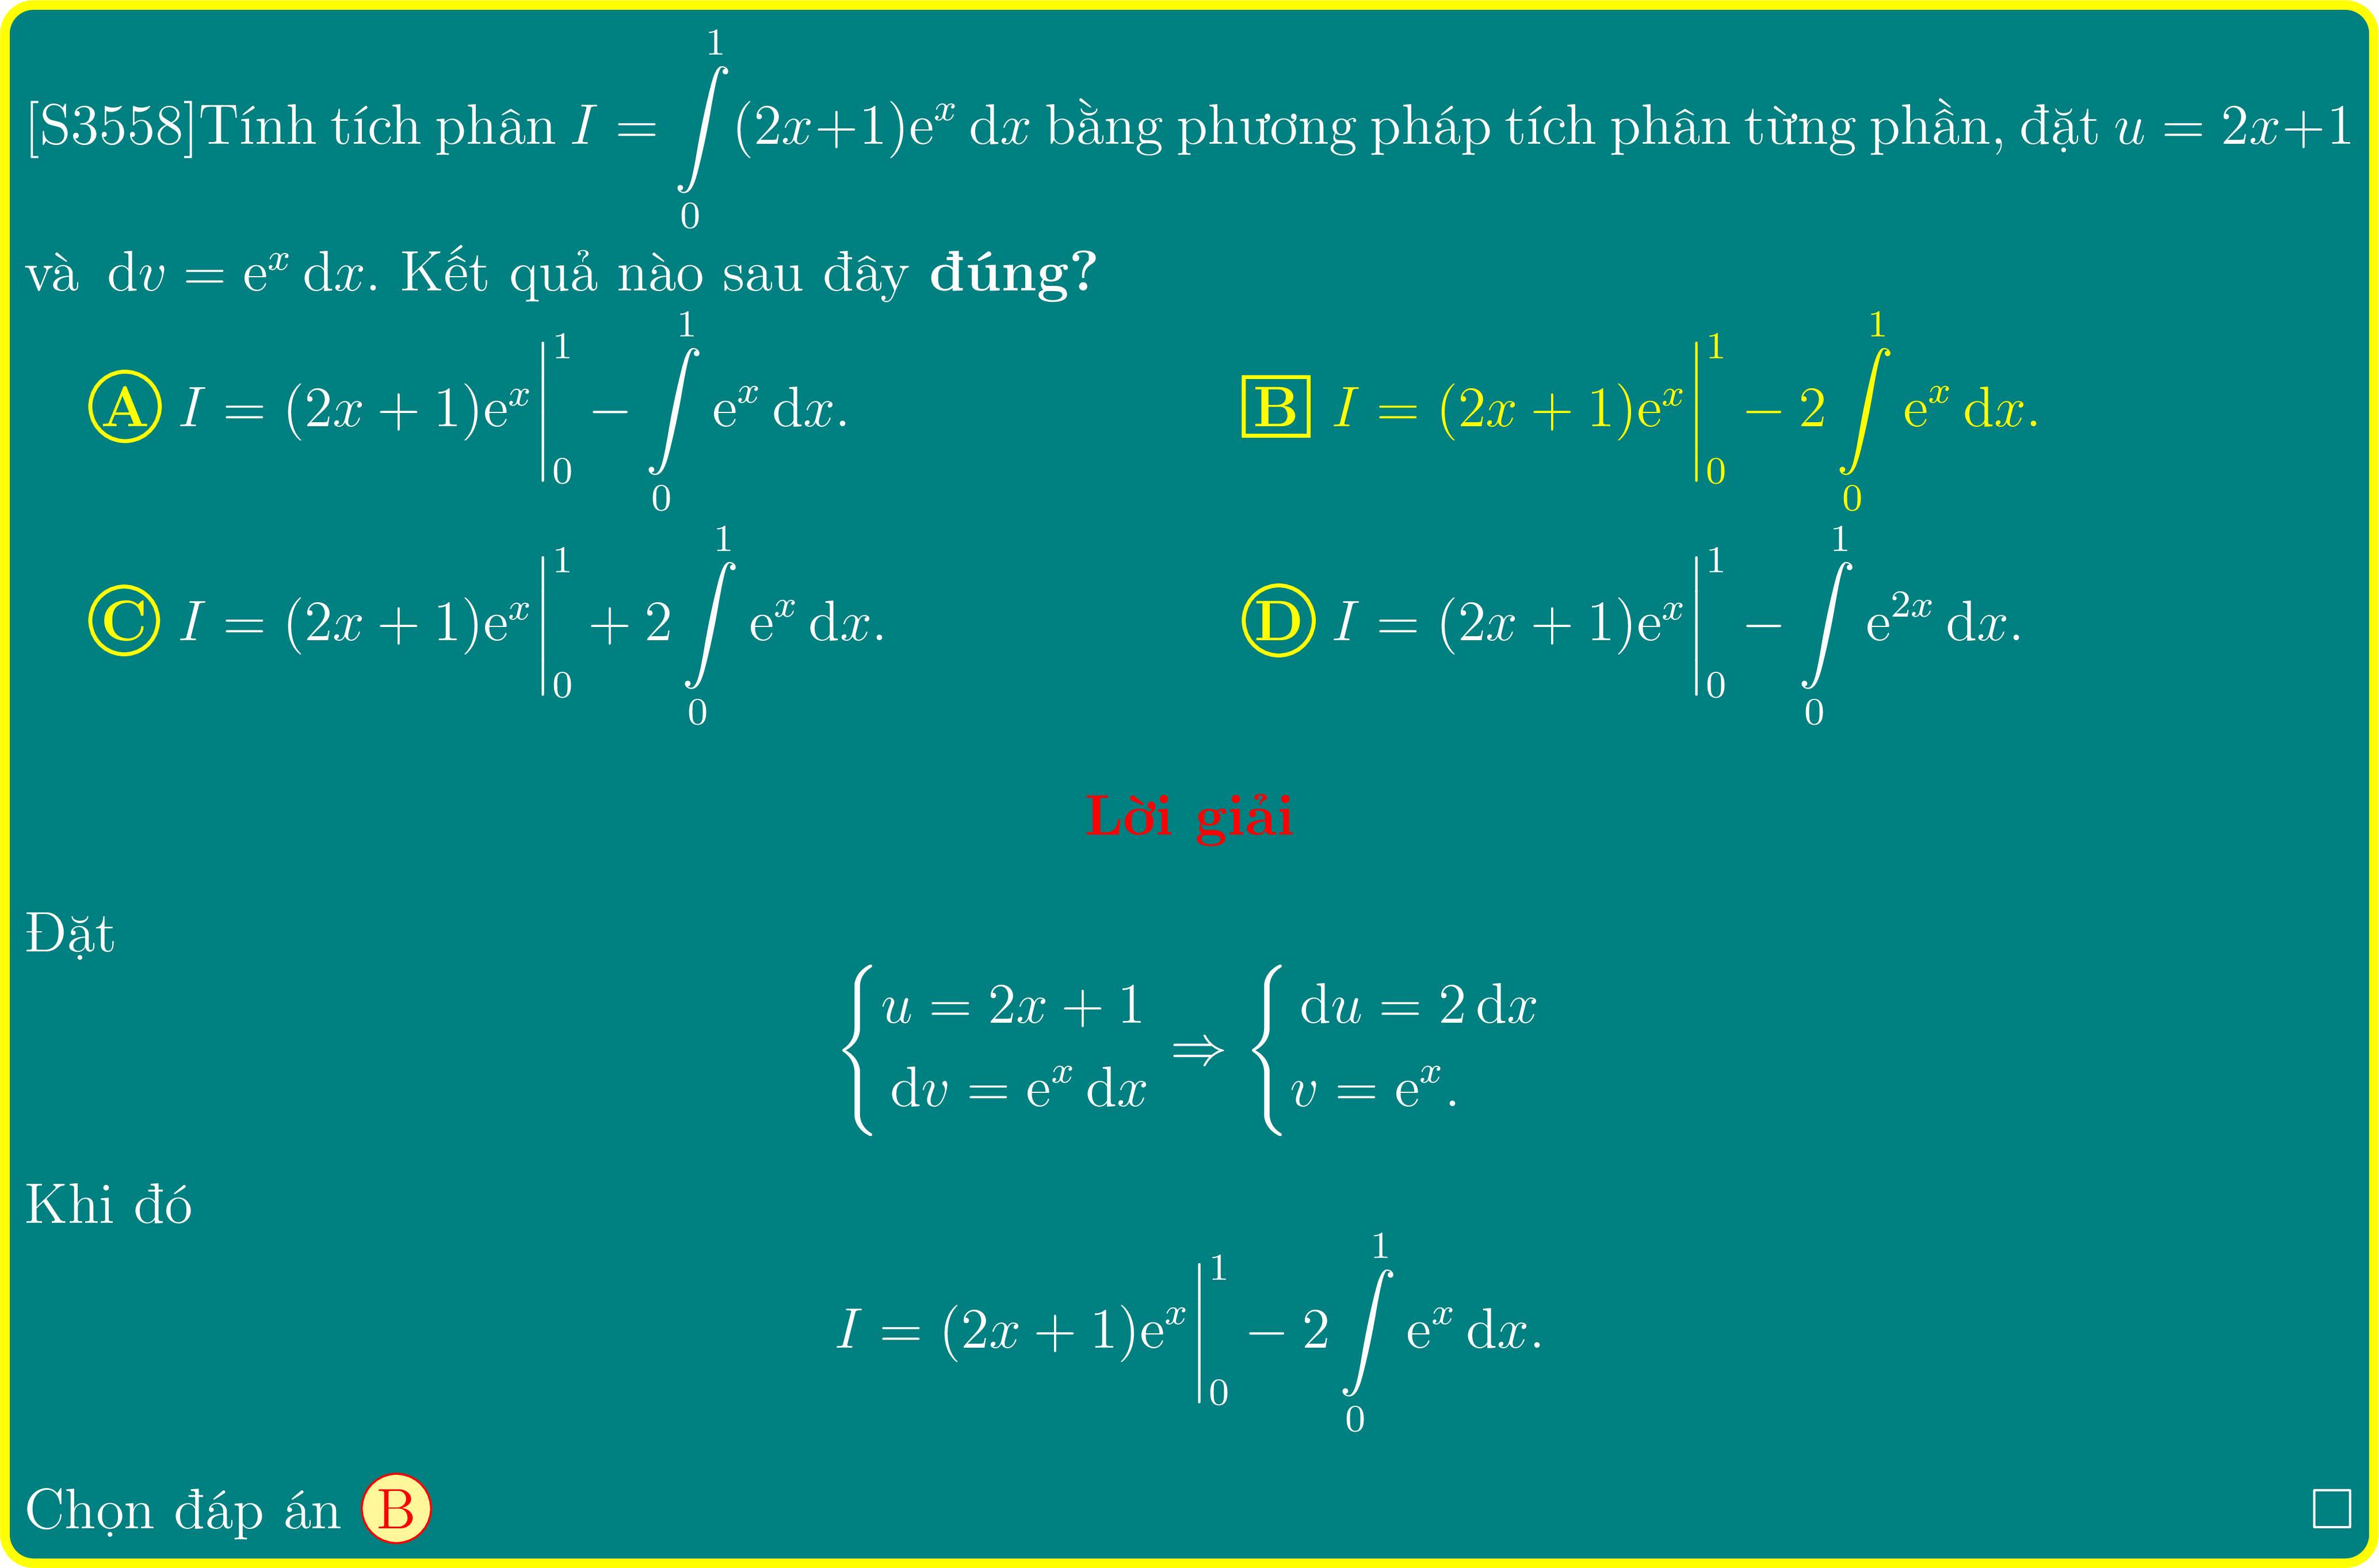 [S3558]Tính tích phân $I = \int\limits_0^1 (2x+1)\mathrm{e}^x \mathrm{~d}x$ bằng phương pháp tích phân từng phần, đặt $u = 2x+1$
và $\mathrm{d}v = \mathrm{e}^x \mathrm{~d}x$. Kết quả nào sau đây đúng?
A $I = (2x+1)\mathrm{e}^x \Big|_0^1 - \int\limits_0^1 \mathrm{e}^x \mathrm{~d}x.$ B $I = (2x+1)\mathrm{e}^x \Big|_0^1 - 2\int\limits_0^1 \mathrm{e}^x \mathrm{~d}x.$
C $I = (2x+1)\mathrm{e}^x \Big|_0^1 + 2\int\limits_0^1 \mathrm{e}^x \mathrm{~d}x.$ D $I = (2x+1)\mathrm{e}^x \Big|_0^1 - \int\limits_0^1 \mathrm{e}^{2x} \mathrm{~d}x.$
Lời giải
Đặt
$\begin{cases} u = 2x+1 \\ \mathrm{d}v = \mathrm{e}^x \mathrm{~d}x \end{cases} \Rightarrow \begin{cases} \mathrm{d}u = 2 \mathrm{~d}x \\ v = \mathrm{e}^x. \end{cases}$
Khi đó
$I = (2x+1)\mathrm{e}^x \Big|_0^1 - 2\int\limits_0^1 \mathrm{e}^x \mathrm{~d}x.$
Chọn đáp án B □